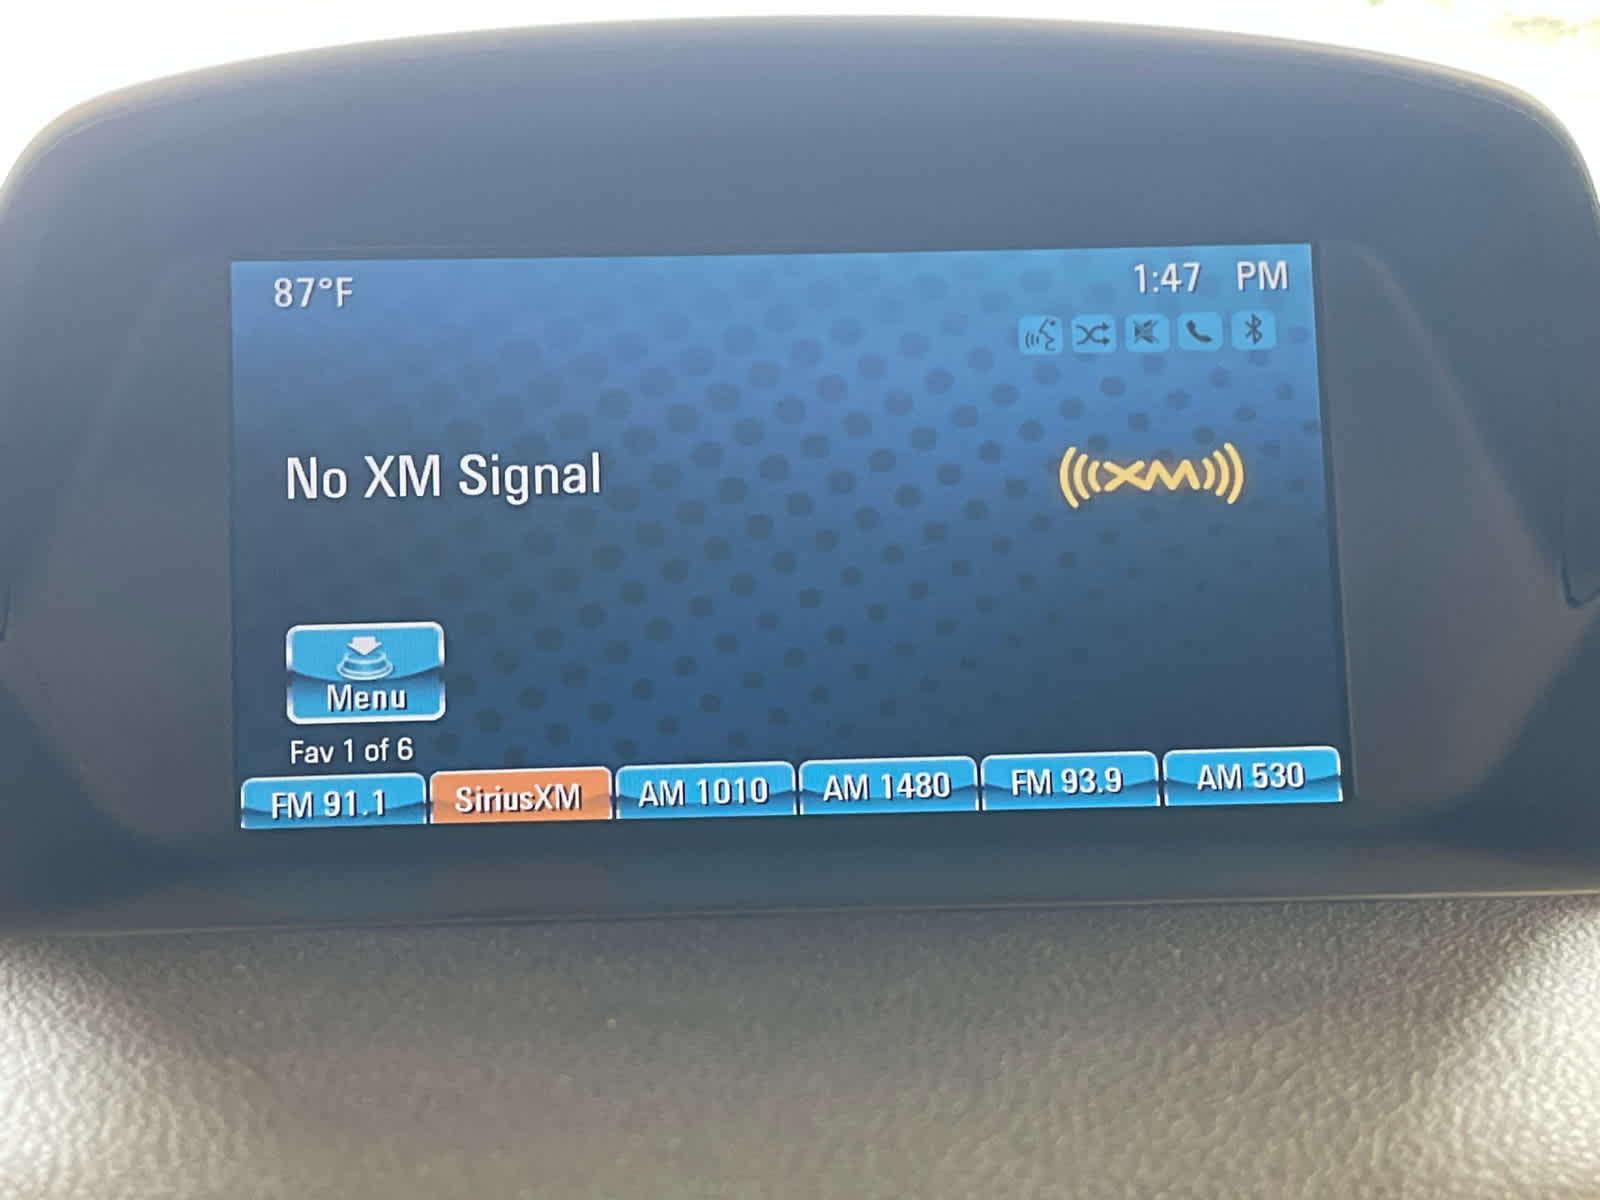 87°F
1:47 PM
No XM Signal
(((XM)))
Menu
Fav 1 of 6
FM 91.1
SiriusXM
AM 1010
AM 1480
FM 93.9
AM 530